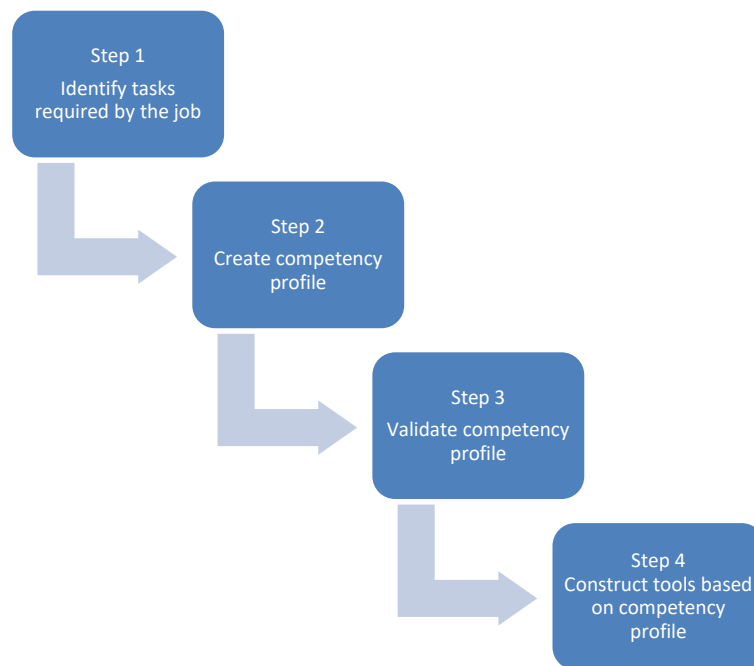 Step 1
Identify tasks
required by the job
Step 2
Create competency
profile
Step 3
Validate competency
profile
Step 4
Construct tools based
on competency
profile